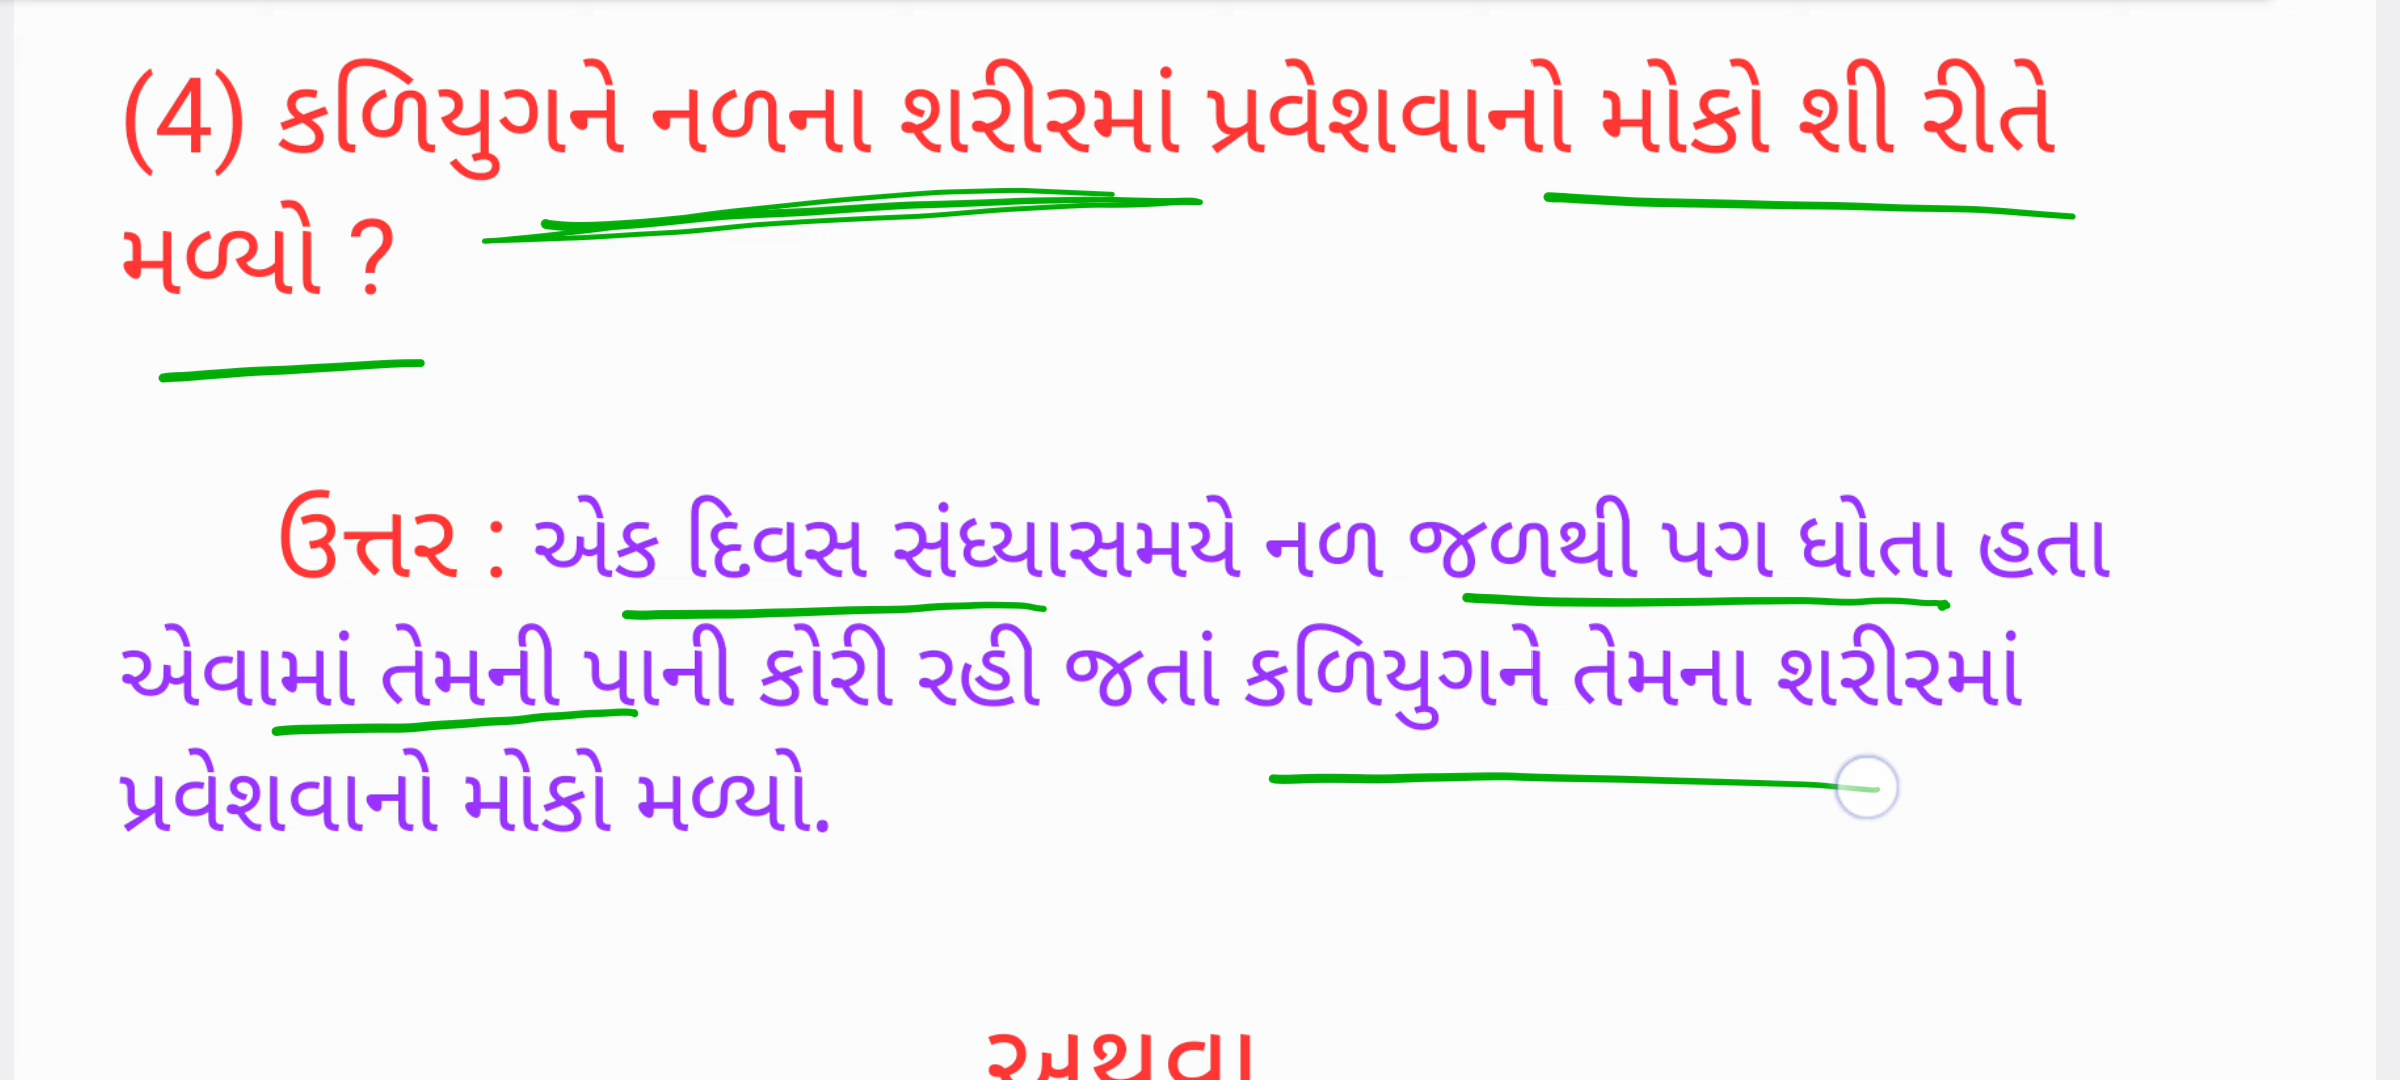 (4) કળિયુગને નળના શરીરમાં પ્રવેશવાનો મોકો શી રીતે
મળ્યો ?
ઉત્તર : એક દિવસ સંધ્યાસમયે નળ જળથી પગ ધોતા હતા
એવામાં તેમની પાની કોરી રહી જતાં કળિયુગને તેમના શરીરમાં
પ્રવેશવાનો મોકો મળ્યો.
અથવા